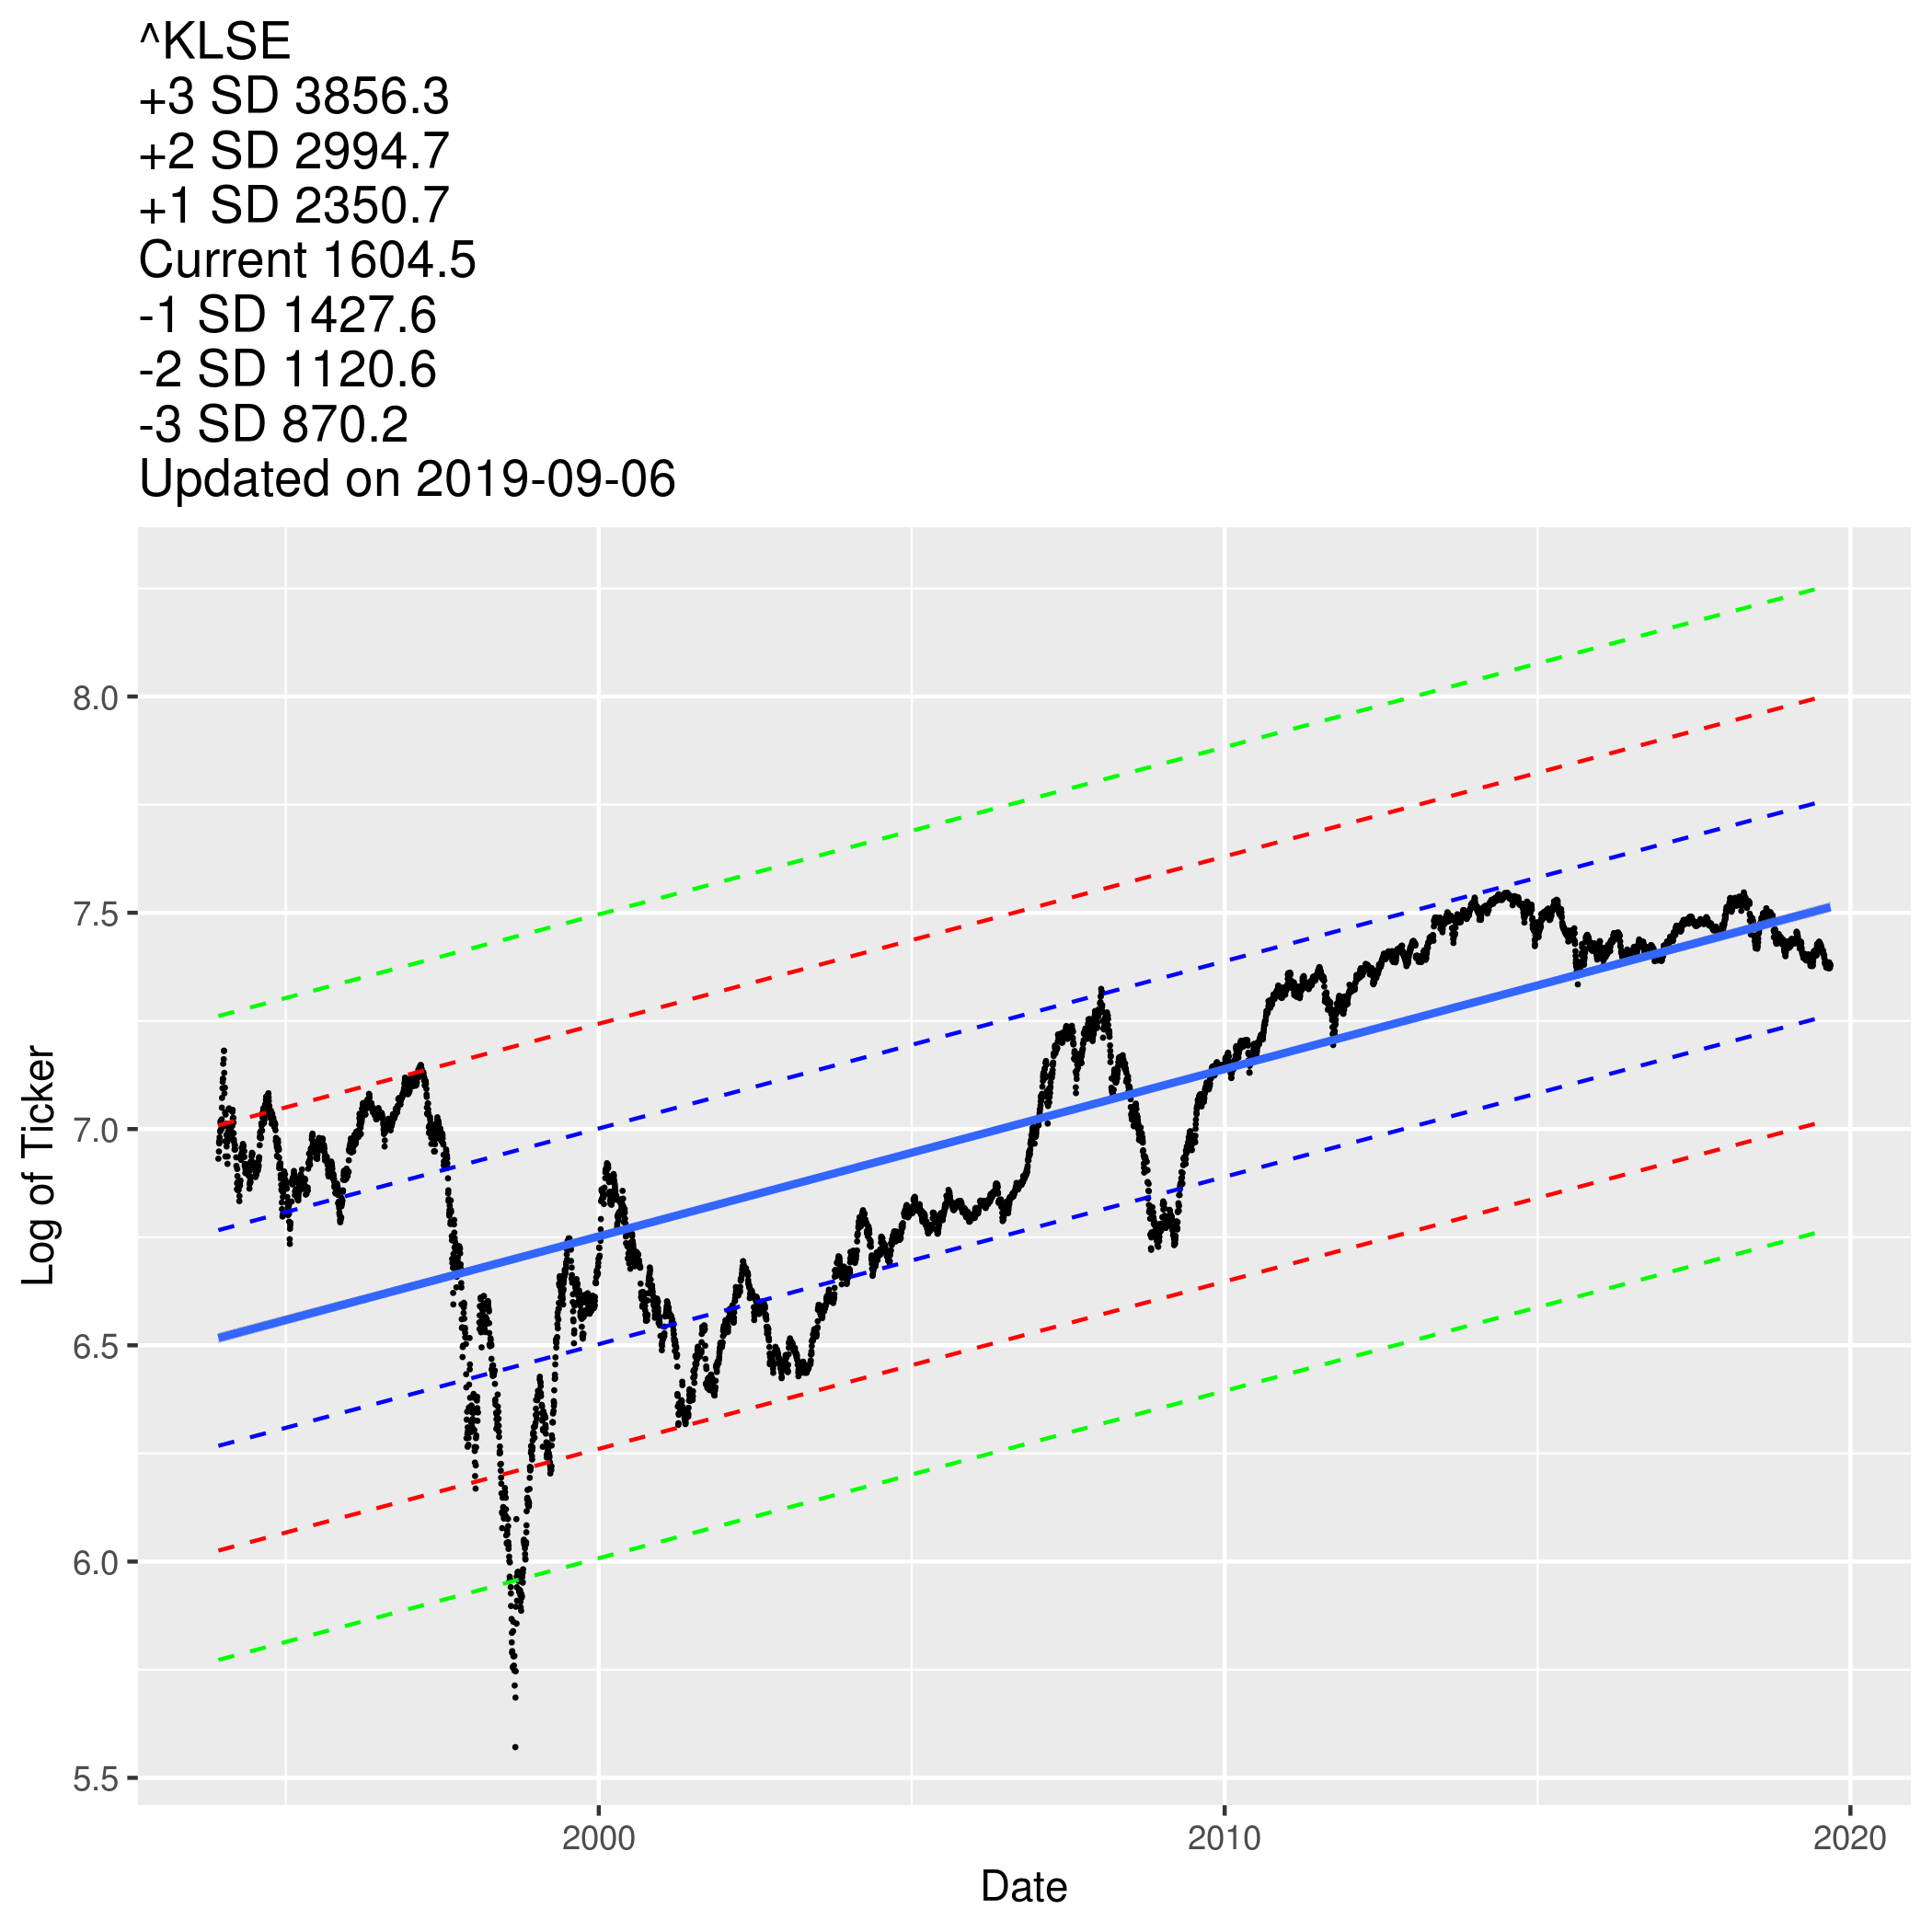 ^KLSE
+3 SD 3856.3
+2 SD 2994.7
+1 SD 2350.7
Current 1604.5
-1 SD 1427.6
-2 SD 1120.6
-3 SD 870.2
Updated on 2019-09-06
8.0
7.5
7.0
6.5
6.0
5.5
Log of Ticker
2000 2010 2020
Date